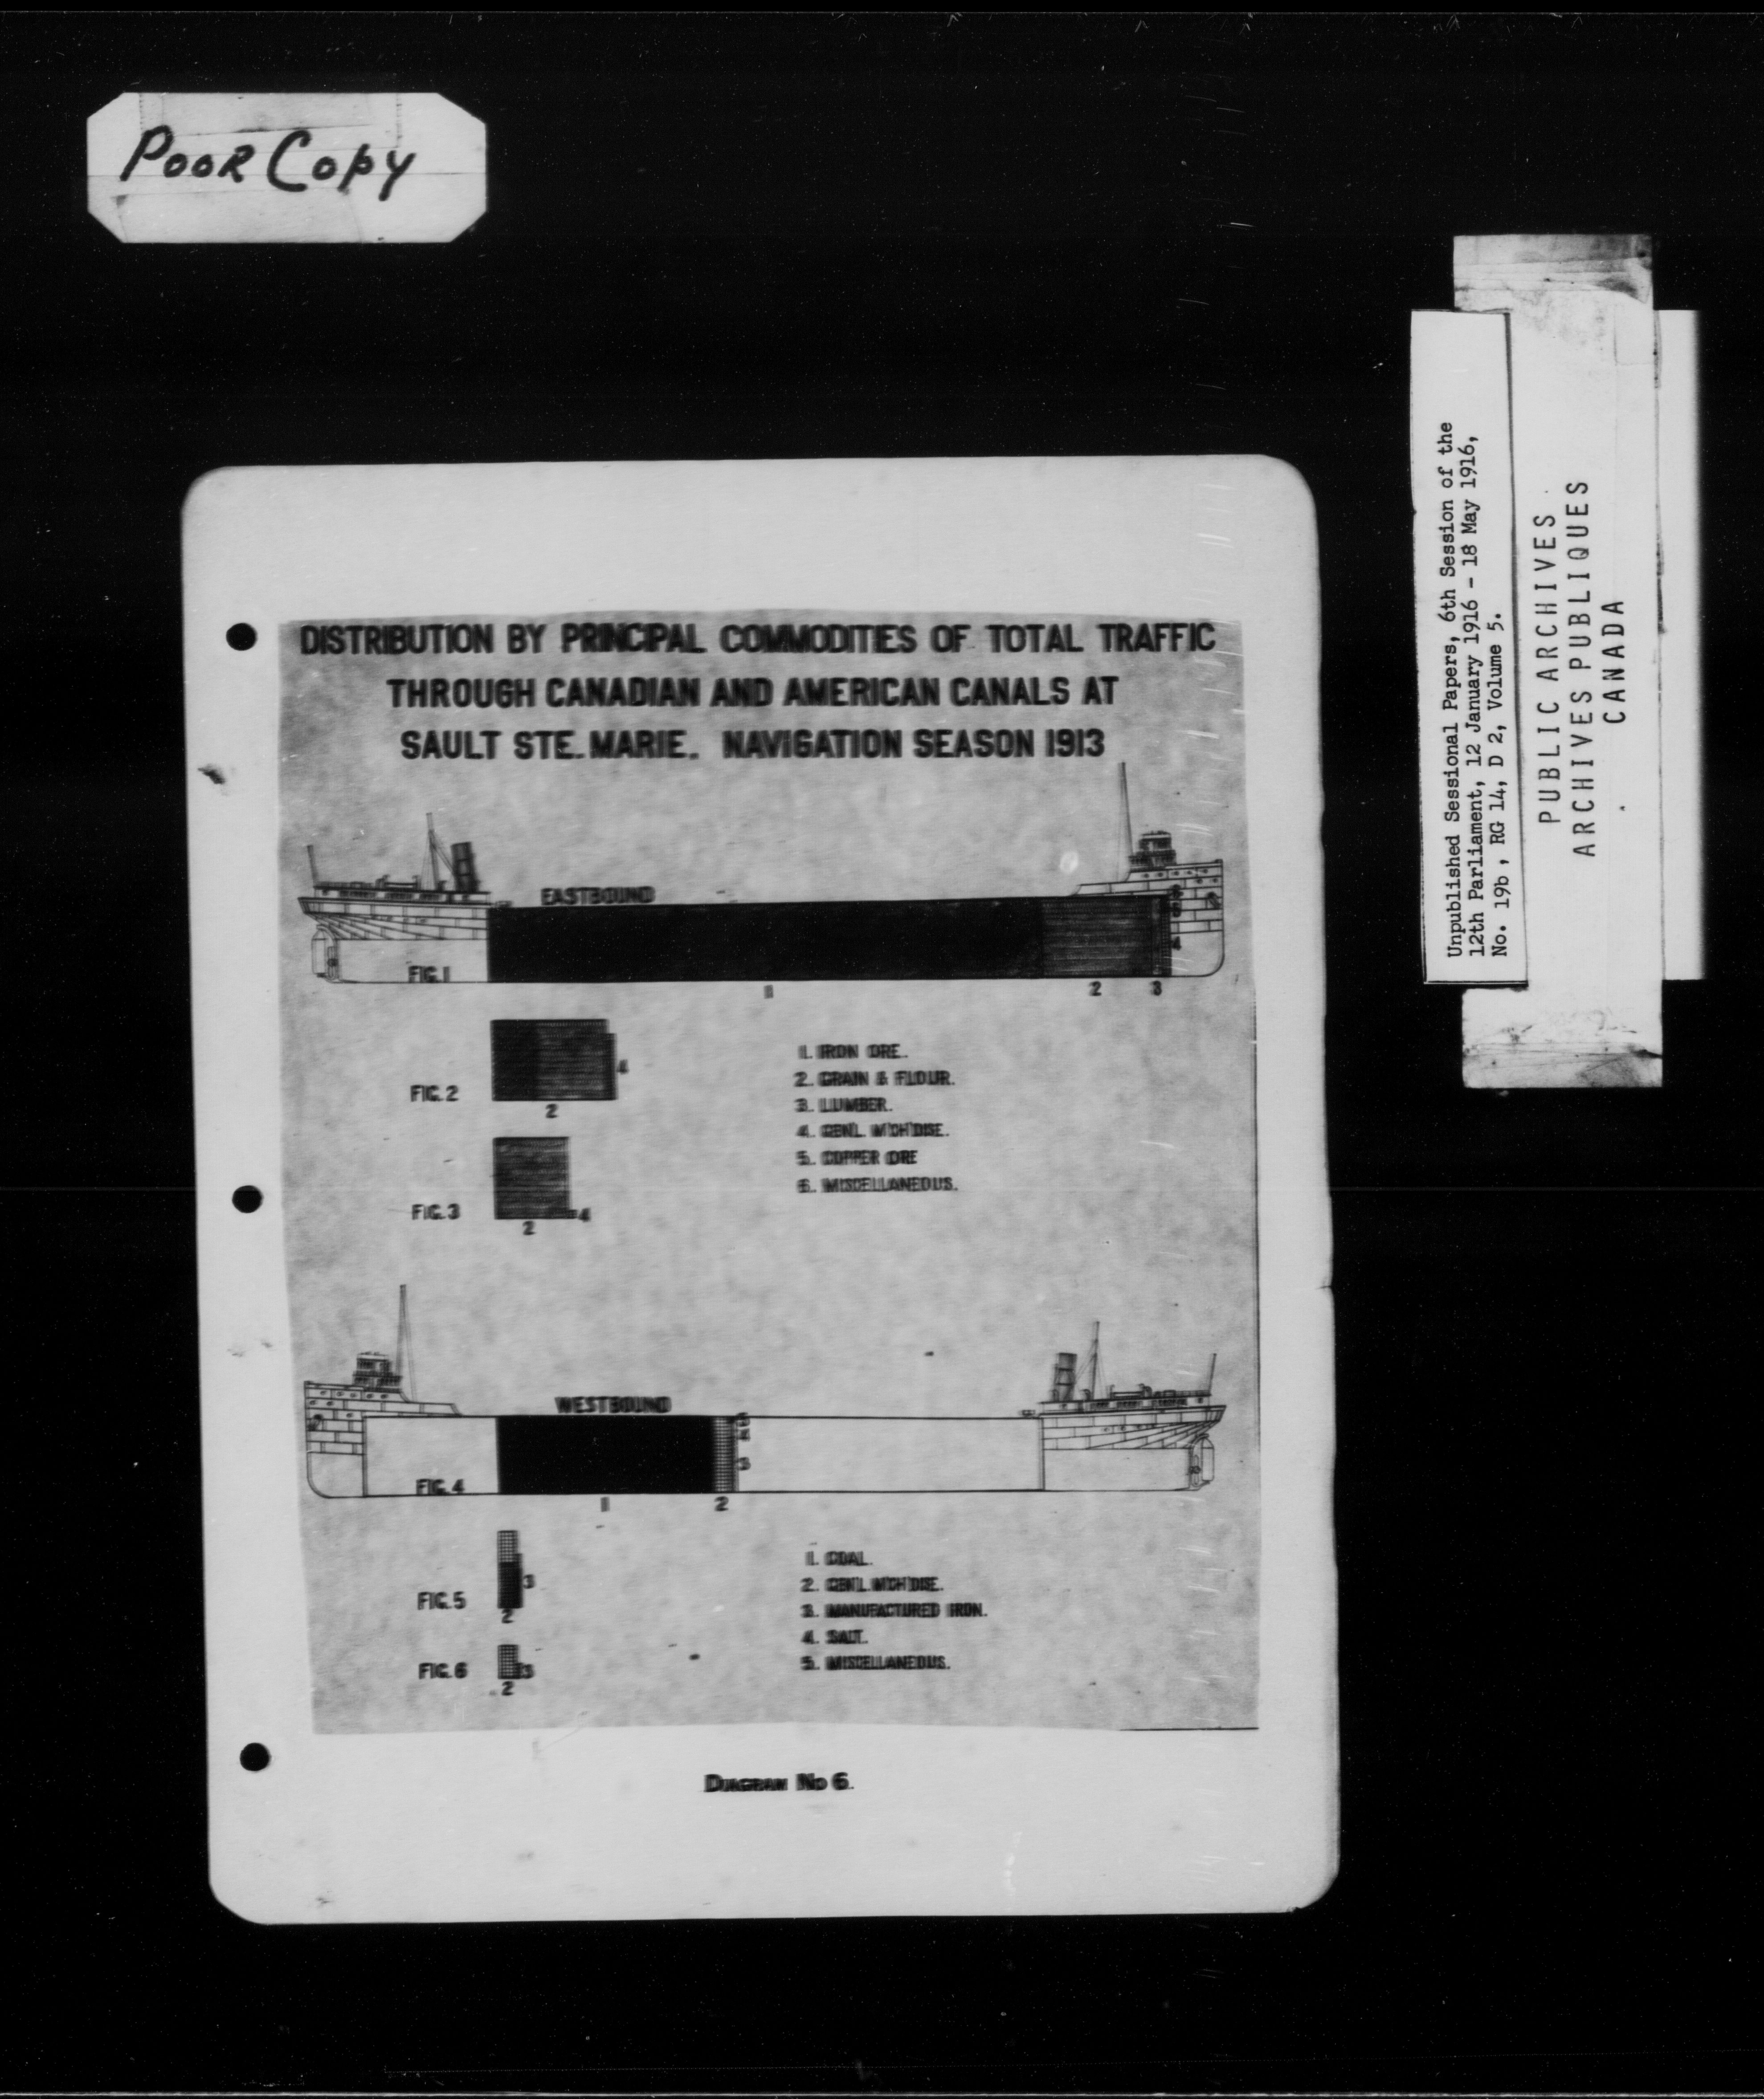 Poor Copy
Unpublished Sessional Papers, 6th Session of the
12th Parliament, 12 January 1916 - 18 May 1916,
No. 19b , RG 14, D 2, Volume 5.
PUBLIC ARCHIVES
ARCHIVES PUBLIQUES
CANADA
DISTRIBUTION BY PRINCIPAL COMMODITIES OF TOTAL TRAFFIC
THROUGH CANADIAN AND AMERICAN CANALS AT
SAULT STE. MARIE. NAVIGATION SEASON 1913
EASTBOUND
4
FIG. 1
1 2 3
FIG. 2
4
2
FIG. 3
4
2
1. IRON ORE.
2. GRAIN & FLOUR.
3. LUMBER.
4. GEN'L. M'CH'DISE.
5. COPPER ORE
6. MISCELLANEOUS.
WESTBOUND
3
FIG. 4
1 2
FIG. 5
3
2
FIG. 6
3
2
1. COAL.
2. GEN'L. M'CH'DISE.
3. MANUFACTURED IRON.
4. SALT.
5. MISCELLANEOUS.
DIAGRAM No 6.